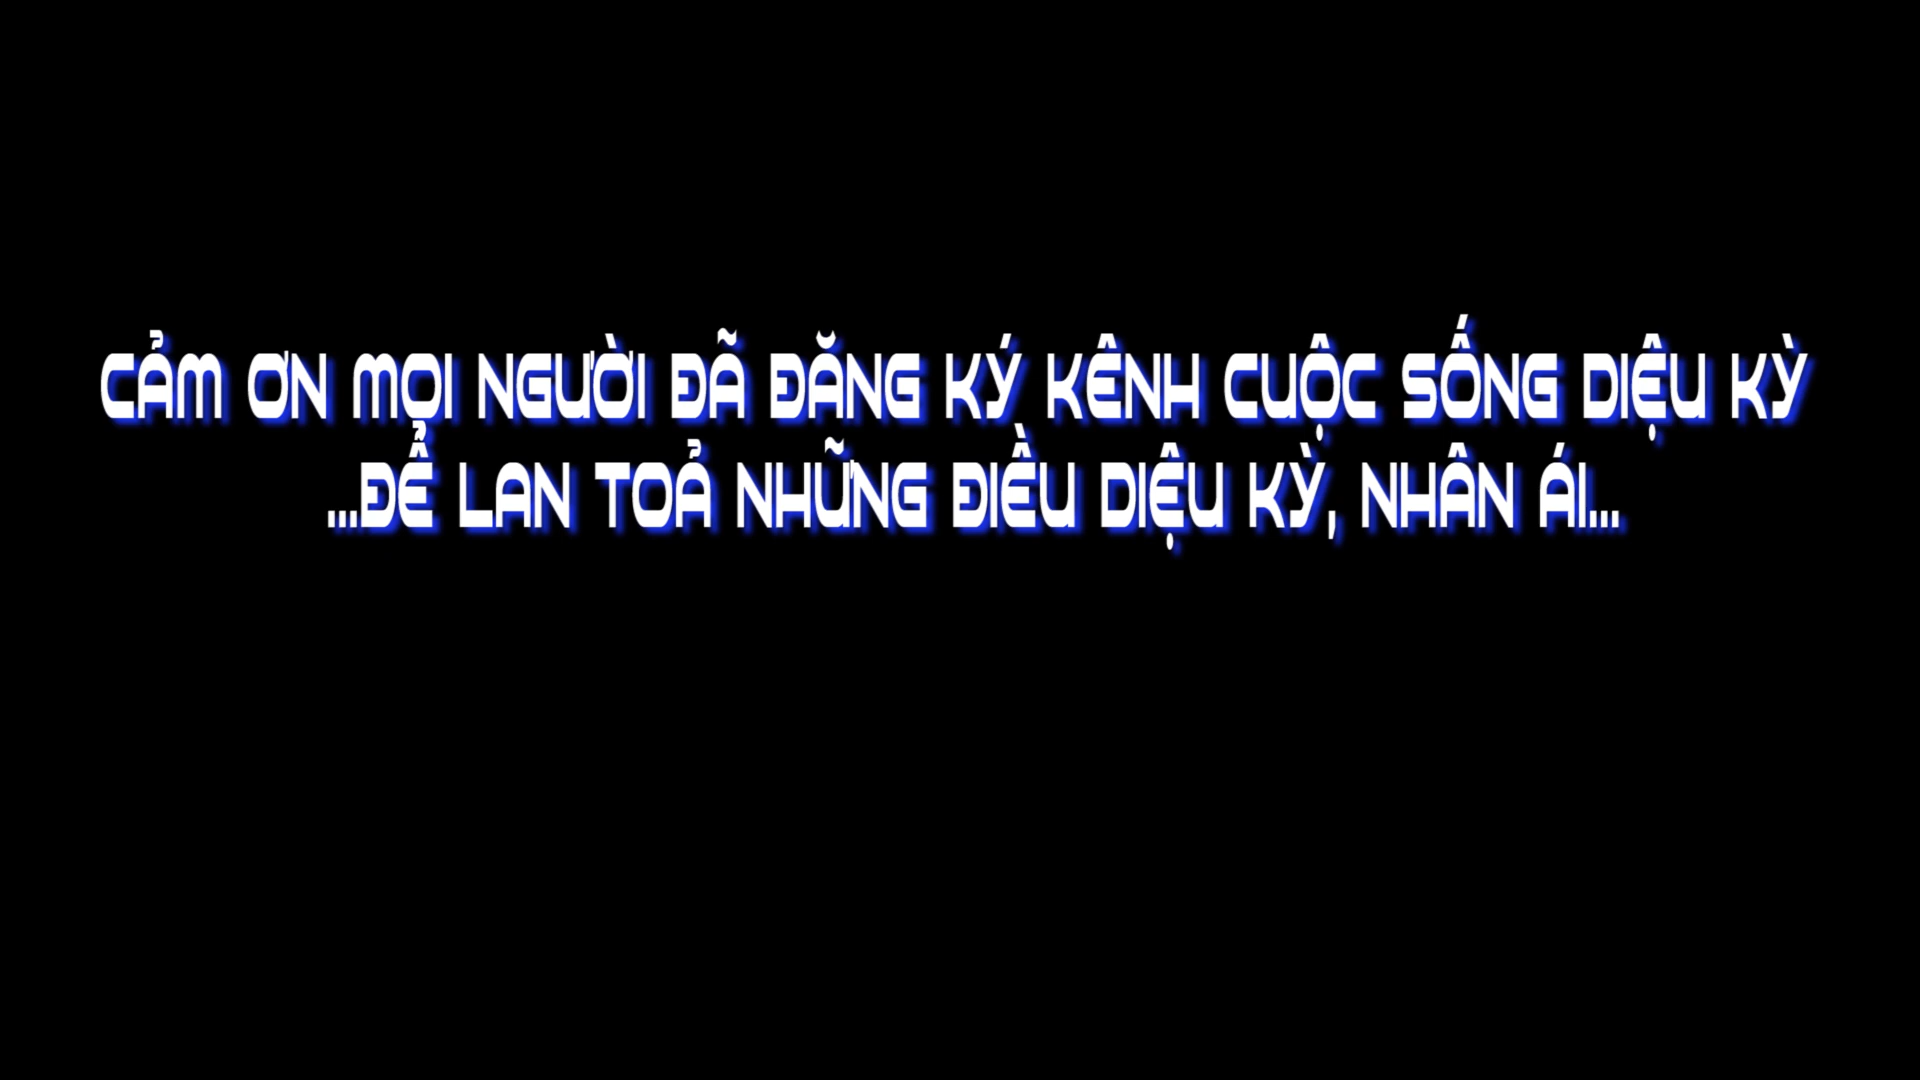 CẢM ƠN MỌI NGƯỜI ĐÃ ĐĂNG KÝ KÊNH CUỘC SỐNG DIỆU KỲ
...ĐỂ LAN TOẢ NHỮNG ĐIỀU DIỆU KỲ, NHÂN ÁI...